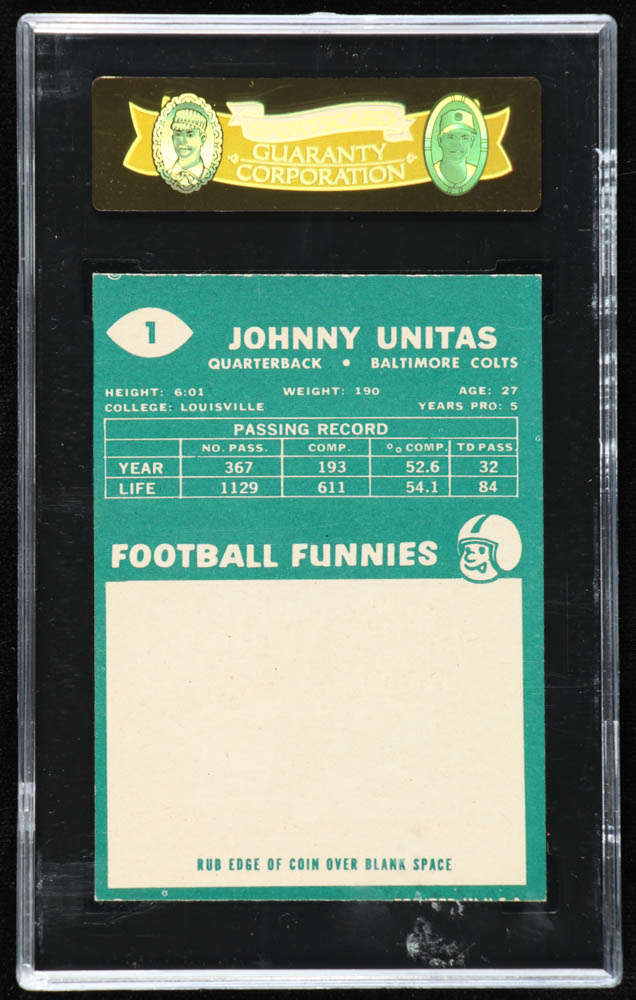 GUARANTY
CORPORATION
1
JOHNNY UNITAS
QUARTERBACK • BALTIMORE COLTS
HEIGHT: 6:01 WEIGHT: 190 AGE: 27
COLLEGE: LOUISVILLE YEARS PRO: 5
PASSING RECORD
NO. PASS. COMP. % COMP. TD PASS.
YEAR 367 193 52.6 32
LIFE 1129 611 54.1 84
FOOTBALL FUNNIES
RUB EDGE OF COIN OVER BLANK SPACE